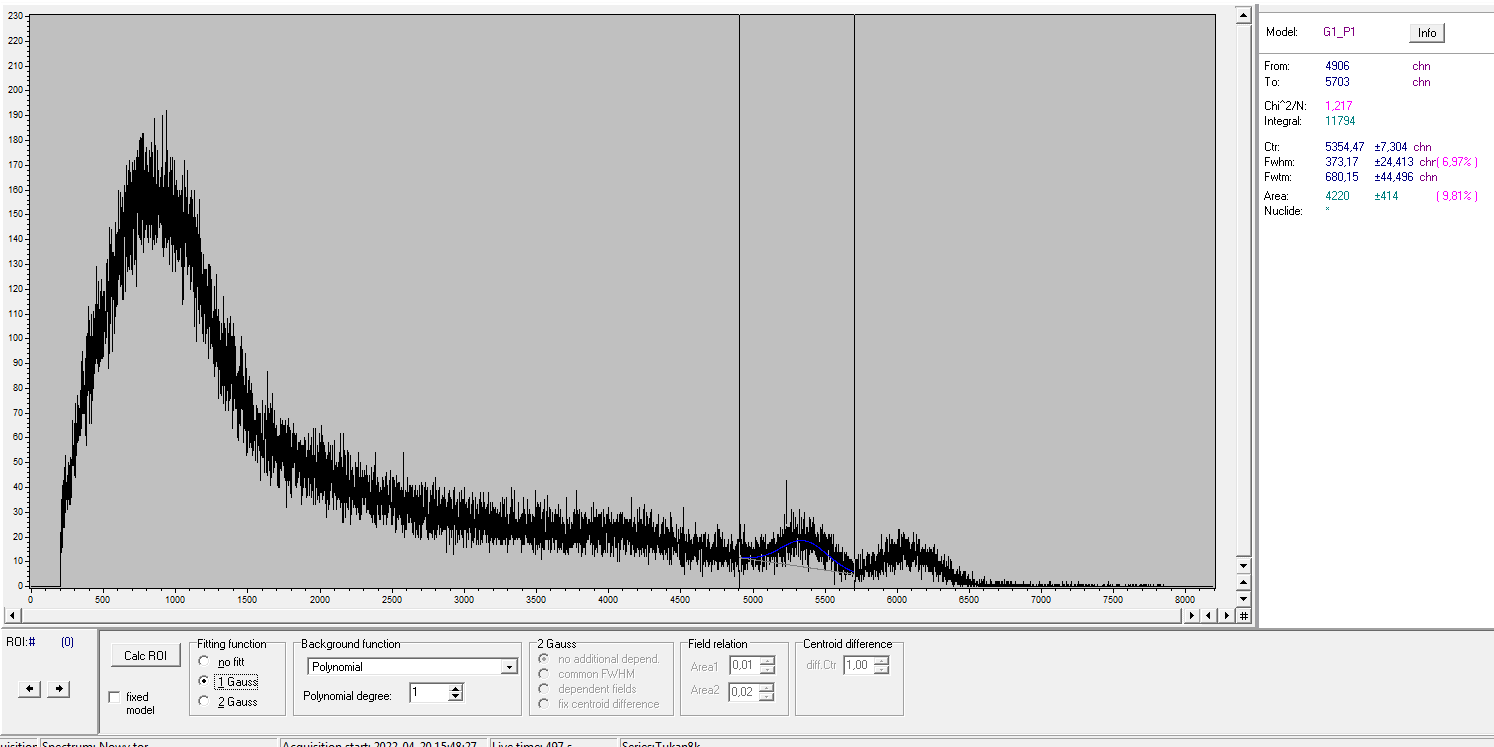 230
220
210
200
190
180
170
160
150
140
130
120
110
100
90
80
70
60
50
40
30
20
10
0
0 500 1000 1500 2000 2500 3000 3500 4000 4500 5000 5500 6000 6500 7000 7500 8000
Model: G1_P1 Info
From: 4906 chn
To: 5703 chn
Chi^2/N: 1,217
Integral: 11794
Ctr: 5354,47 ±7,304 chn
Fwhm: 373,17 ±24,413 chr( 6,97% )
Fwtm: 680,15 ±44,496 chn
Area: 4220 ±414 ( 9,81% )
Nuclide: *
ROI:# (0)
Calc ROI
fixed
model
Fitting function
no fitt
1 Gauss
2 Gauss
Background function
Polynomial
Polynomial degree: 1
2 Gauss
no additional depend.
common FWHM
dependent fields
fix centroid difference
Field relation
Area1 0,01
Area2 0,02
Centroid difference
diff.Ctr 1,00
#
Spectrum: Nowy tor Acquisition start: 2022-04-20 15:48:27 Live time: 497 s Series:Tukan8k